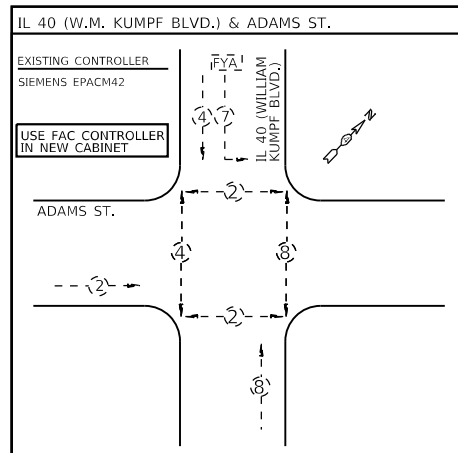 IL 40 (W.M. KUMPF BLVD.) & ADAMS ST.
EXISTING CONTROLLER
SIEMENS EPACM42
USE FAC CONTROLLER
IN NEW CABINET
FYA
IL 40 (WILLIAM
KUMPF BLVD.)
4
7
N
2
ADAMS ST.
4
8
2
2
8